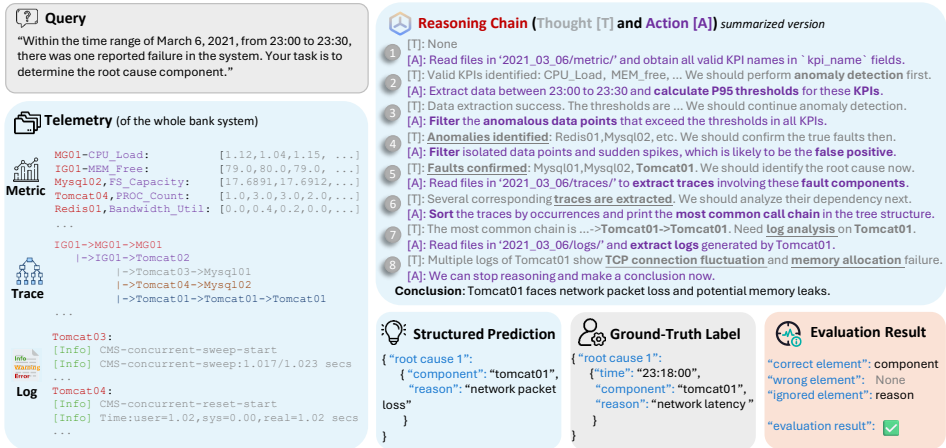 Query
“Within the time range of March 6, 2021, from 23:00 to 23:30,
there was one reported failure in the system. Your task is to
determine the root cause component.”
Telemetry (of the whole bank system)
Metric
MG01-CPU_Load: [1.12,1.04,1.15, ...]
IG01-MEM_Free: [79.0,80.0,79.0, ...]
Mysql02,FS_Capacity: [17.6891,17.6912, ...]
Tomcat04,PROC_Count: [1.0,3.0,3.0,2.0, ...]
Redis01,Bandwidth_Util: [0.0,0.4,0.2,0.0,...]
...
Trace
IG01->MG01->MG01
|->IG01->Tomcat02
|->Tomcat03->Mysql01
|->Tomcat04->Mysql02
|->Tomcat01->Tomcat01->Tomcat01
...
Info
WARNING
Error
Log
Tomcat03:
[Info] CMS-concurrent-sweep-start
[Info] CMS-concurrent-sweep:1.017/1.023 secs
...
Tomcat04:
[Info] CMS-concurrent-reset-start
[Info] Time:user=1.02,sys=0.00,real=1.02 secs
...
Reasoning Chain (Thought [T] and Action [A]) summarized version
1 [T]: None
[A]: Read files in ‘2021_03_06/metric/’ and obtain all valid KPI names in `kpi_name` fields.
2 [T]: Valid KPIs identified: CPU_Load, MEM_free, ... We should perform anomaly detection first.
[A]: Extract data between 23:00 to 23:30 and calculate P95 thresholds for these KPIs.
3 [T]: Data extraction success. The thresholds are ... We should continue anomaly detection.
[A]: Filter the anomalous data points that exceed the thresholds in all KPIs.
4 [T]: Anomalies identified: Redis01,Mysql02, etc. We should confirm the true faults then.
[A]: Filter isolated data points and sudden spikes, which is likely to be the false positive.
5 [T]: Faults confirmed: Mysql01,Mysql02, Tomcat01. We should identify the root cause now.
[A]: Read files in ‘2021_03_06/traces/’ to extract traces involving these fault components.
6 [T]: Several corresponding traces are extracted. We should analyze their dependency next.
[A]: Sort the traces by occurrences and print the most common call chain in the tree structure.
7 [T]: The most common chain is ...->Tomcat01->Tomcat01. Need log analysis on Tomcat01.
[A]: Read files in ‘2021_03_06/logs/’ and extract logs generated by Tomcat01.
8 [T]: Multiple logs of Tomcat01 show TCP connection fluctuation and memory allocation failure.
[A]: We can stop reasoning and make a conclusion now.
Conclusion: Tomcat01 faces network packet loss and potential memory leaks.
Structured Prediction
{ “root cause 1”:
{ “component”: “tomcat01”,
“reason”: “network packet
loss”
}
}
Ground-Truth Label
{ “root cause 1”:
{“time”: “23:18:00”
“component”: “tomcat01”,
“reason”: “network latency”
}
}
Evaluation Result
“correct element”: component
“wrong element”: None
“ignored element”: reason
“evaluation result”: